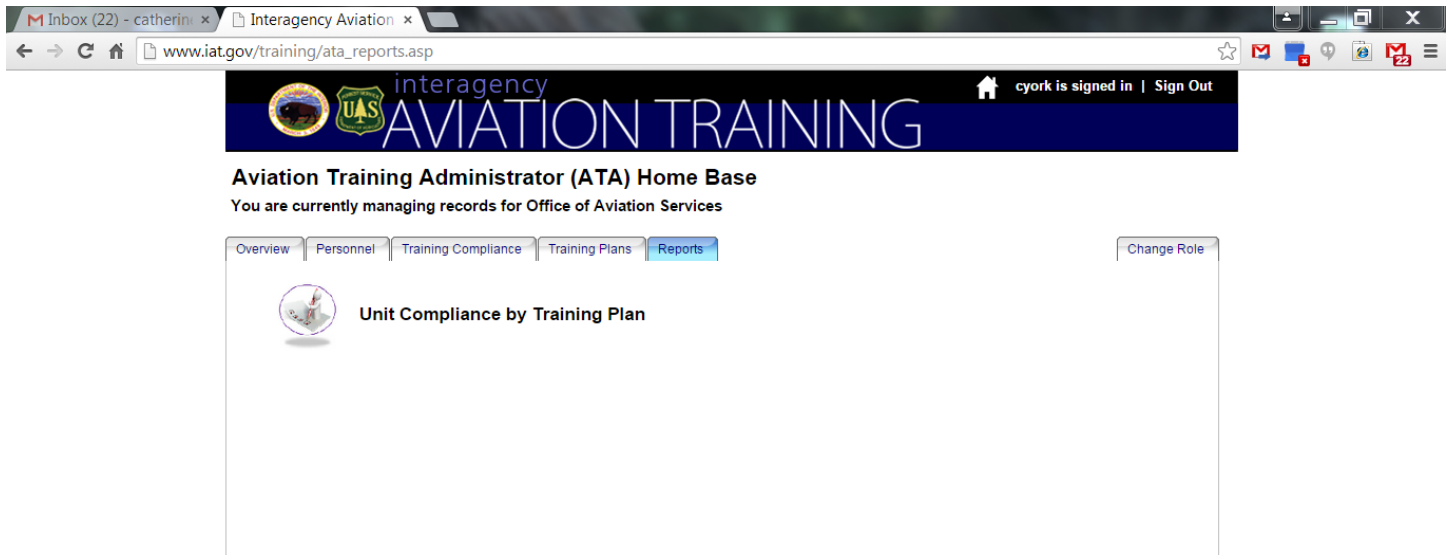 Inbox (22) - catherin
Interagency Aviation
www.iat.gov/training/ata_reports.asp
22
interagency
AVIATION TRAINING
UAS
cyork is signed in | Sign Out
Aviation Training Administrator (ATA) Home Base
You are currently managing records for Office of Aviation Services
Overview
Personnel
Training Compliance
Training Plans
Reports
Change Role
Unit Compliance by Training Plan